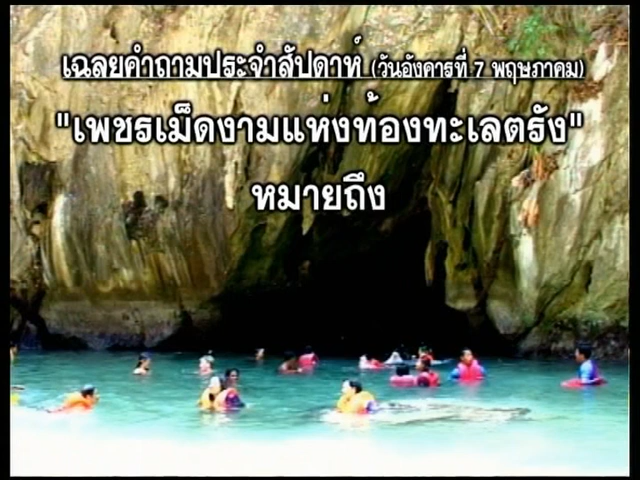 เฉลยคำถามประจำสัปดาห์ (วันอังคารที่ 7 พฤษภาคม)
"เพชรเม็ดงามแห่งท้องทะเลตรัง"
หมายถึง